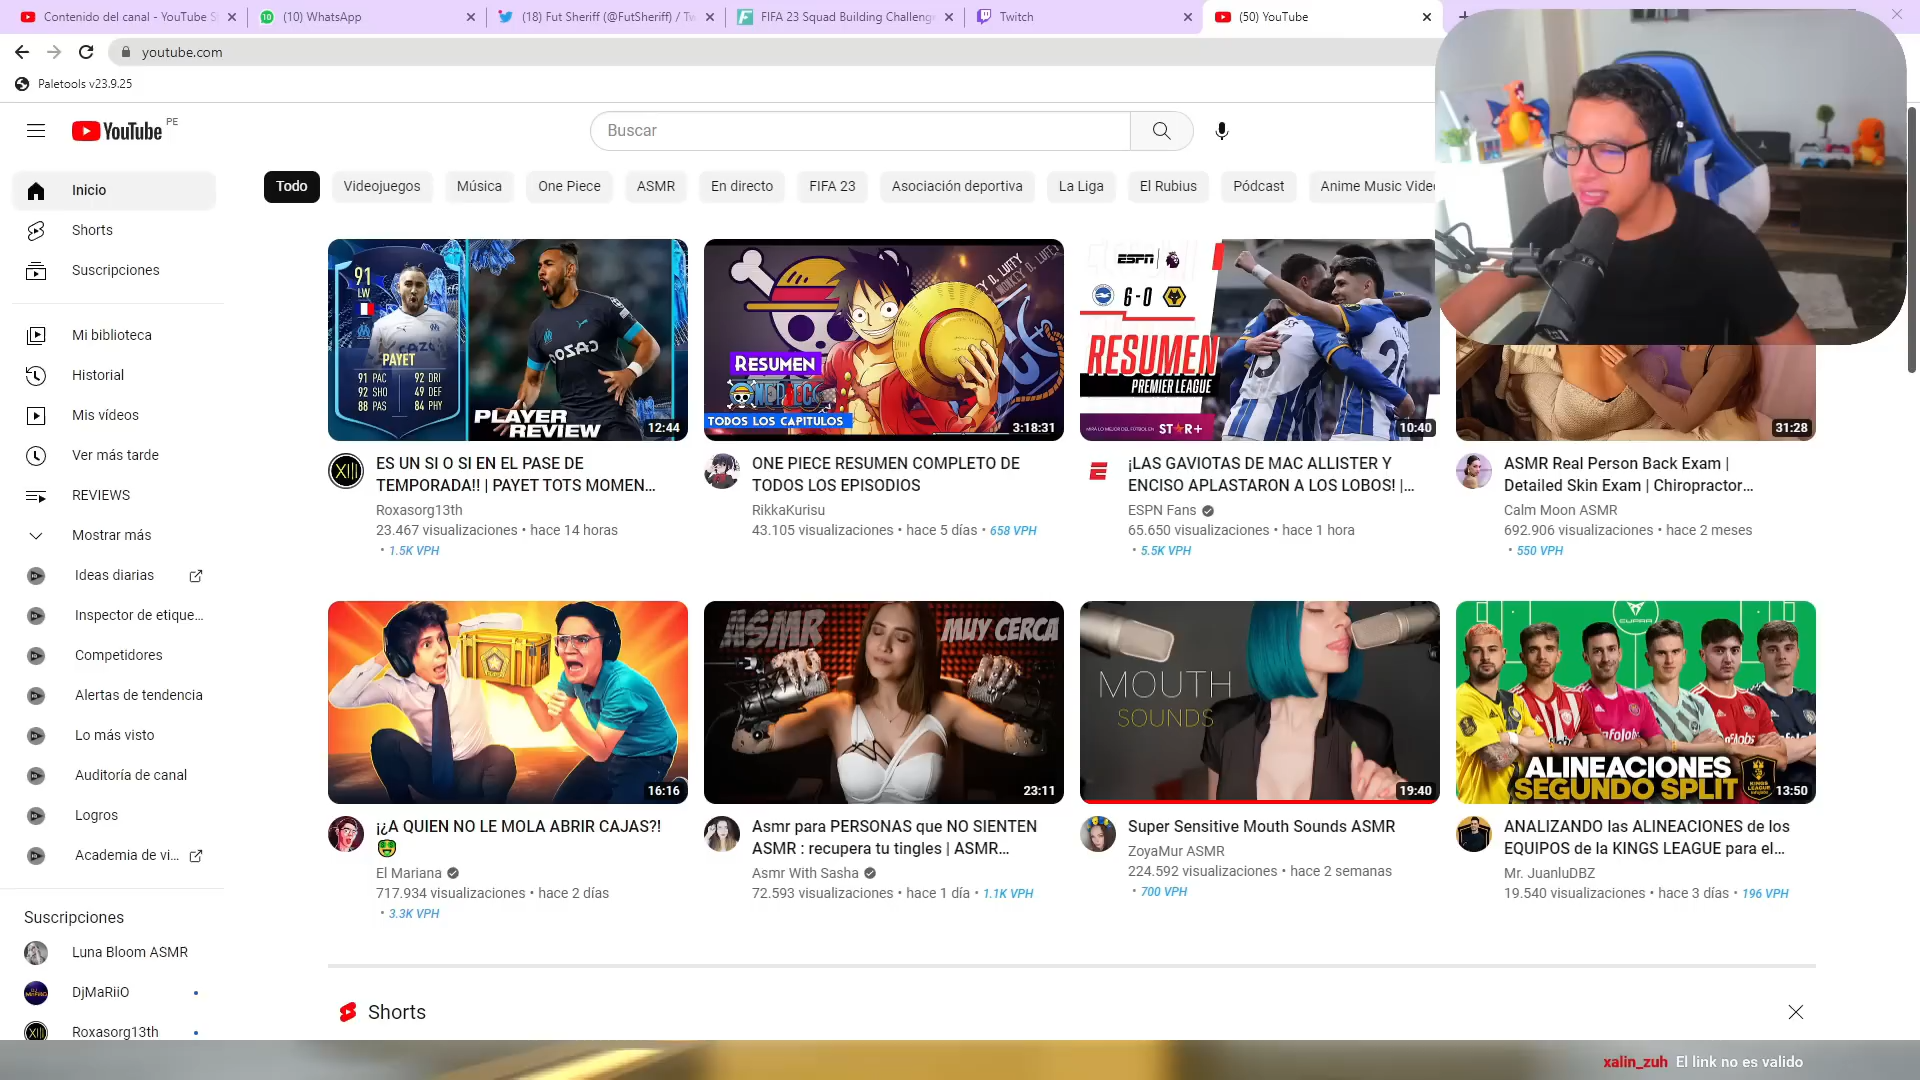 Contenido del canal - YouTube S
(10) WhatsApp
(18) Fut Sheriff (@FutSheriff) / Tw
FIFA 23 Squad Building Challeng
Twitch
(50) YouTube
youtube.com
Paletools v23.9.25
YouTube PE
Buscar
Todo
Videojuegos
Música
One Piece
ASMR
En directo
FIFA 23
Asociación deportiva
La Liga
El Rubius
Pódcast
Anime Music Vide
Inicio
Shorts
Suscripciones
Mi biblioteca
Historial
Mis vídeos
Ver más tarde
REVIEWS
Mostrar más
Ideas diarias
Inspector de etique...
Competidores
Alertas de tendencia
Lo más visto
Auditoría de canal
Logros
Academia de vi...
Suscripciones
Luna Bloom ASMR
DjMaRiiO
Roxasorg13th
91
LW
PAYET
91 PAC 92 DRI
92 SHO 49 DEF
88 PAS 84 PHY
PLAYER
REVIEW
12:44
ES UN SI O SI EN EL PASE DE
TEMPORADA!! | PAYET TOTS MOMEN...
Roxasorg13th
23.467 visualizaciones • hace 14 horas
• 1.5K VPH
MONKEY D. LUFFY
RESUMEN
ONE PIECE
TODOS LOS CAPITULOS
3:18:31
ONE PIECE RESUMEN COMPLETO DE
TODOS LOS EPISODIOS
RikkaKurisu
43.105 visualizaciones • hace 5 días • 658 VPH
ESPN
6-0
RESUMEN
PREMIER LEAGUE
MIRÁ LO MEJOR DEL FÚTBOL EN STAR+
10:40
¡LAS GAVIOTAS DE MAC ALLISTER Y
ENCISO APLASTARON A LOS LOBOS! |...
ESPN Fans
65.650 visualizaciones • hace 1 hora
• 5.5K VPH
31:28
ASMR Real Person Back Exam |
Detailed Skin Exam | Chiropractor...
Calm Moon ASMR
692.906 visualizaciones • hace 2 meses
• 550 VPH
16:16
¡¿A QUIEN NO LE MOLA ABRIR CAJAS?!
🤑
El Mariana
717.934 visualizaciones • hace 2 días
• 3.3K VPH
ASMR
MUY CERCA
23:11
Asmr para PERSONAS que NO SIENTEN
ASMR : recupera tu tingles | ASMR...
Asmr With Sasha
72.593 visualizaciones • hace 1 día • 1.1K VPH
MOUTH
SOUNDS
19:40
Super Sensitive Mouth Sounds ASMR
ZoyaMur ASMR
224.592 visualizaciones • hace 2 semanas
• 700 VPH
CUPRA
ALINEACIONES
SEGUNDO SPLIT
KINGS LEAGUE
13:50
ANALIZANDO las ALINEACIONES de los
EQUIPOS de la KINGS LEAGUE para el...
Mr. JuanluDBZ
19.540 visualizaciones • hace 3 días • 196 VPH
Shorts
xalin_zuh El link no es valido